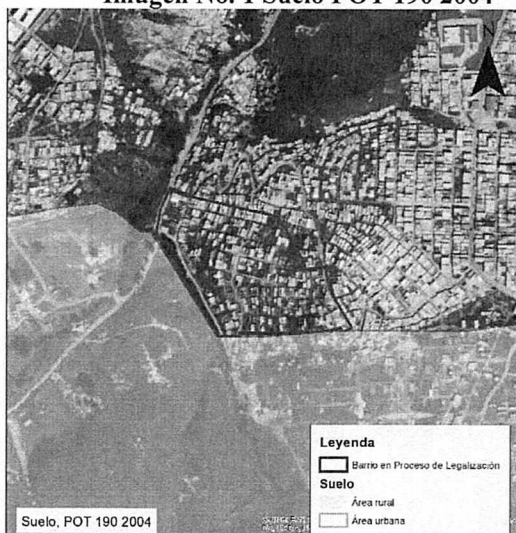 Imagen No. 1 Suelo POT 190 2004
N
Leyenda
Barrio en Proceso de Legalización
Suelo
Área rural
Área urbana
Suelo, POT 190 2004